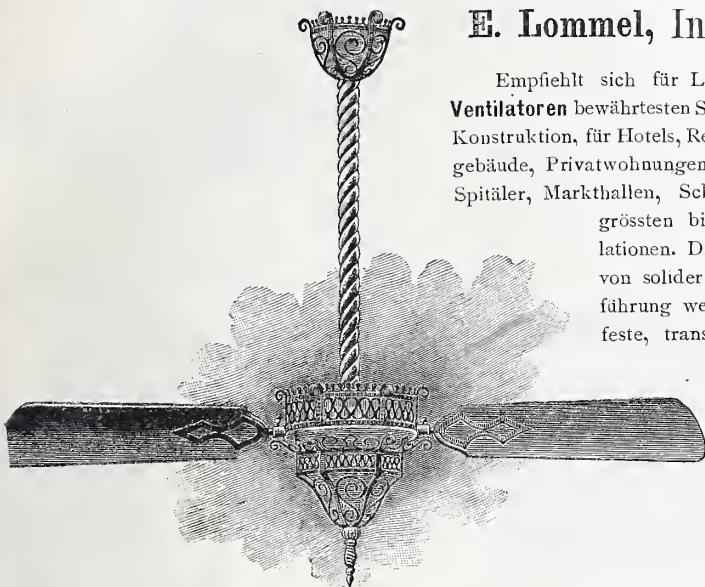 E. Lommel, In
Empfiehlt sich für L
Ventilatoren bewährtesten S
Konstruktion, für Hotels, Re
gebäude, Privatwohnungen
Spitäler, Markthallen, Sch
grössten bi
lationen. D
von solider
führung we
feste, trans